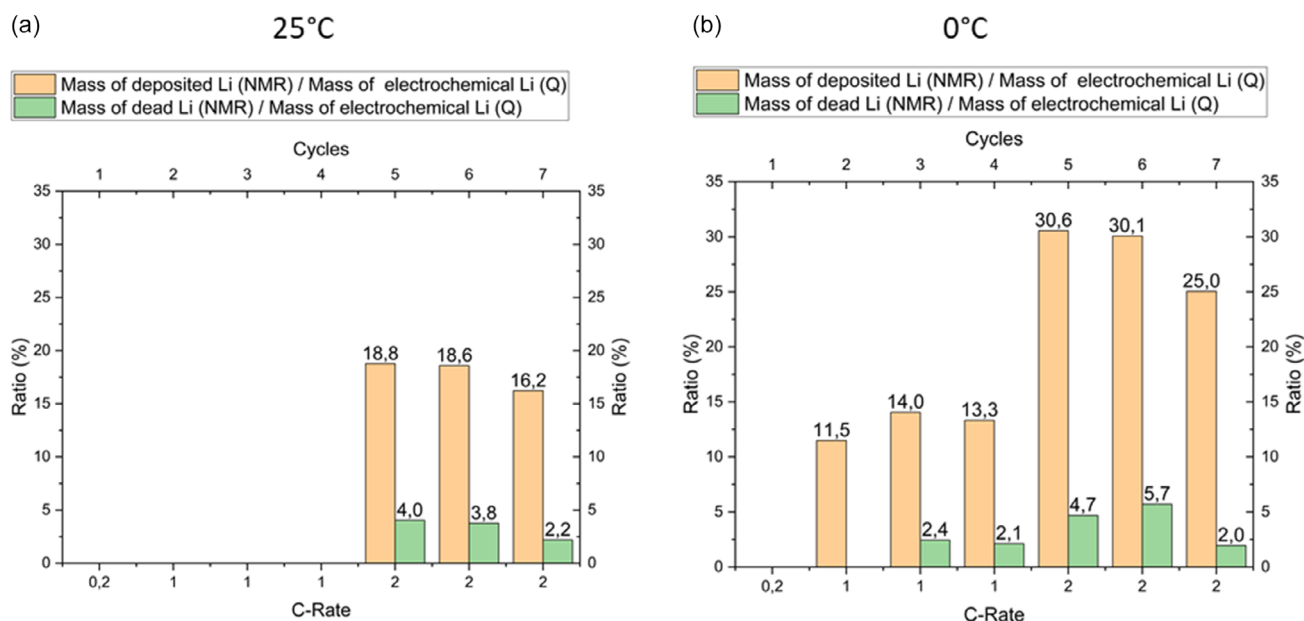 (a) 25°C
Mass of deposited Li (NMR) / Mass of electrochemical Li (Q)
Mass of dead Li (NMR) / Mass of electrochemical Li (Q)
Cycles
1 2 3 4 5 6 7
35 35
30 30
25 25
20 20
15 15
10 10
5 5
0 0
Ratio (%)
Ratio (%)
18,8 18,6 16,2
4,0 3,8 2,2
0,2 1 1 1 2 2 2
C-Rate
(b) 0°C
Mass of deposited Li (NMR) / Mass of electrochemical Li (Q)
Mass of dead Li (NMR) / Mass of electrochemical Li (Q)
Cycles
1 2 3 4 5 6 7
35 35
30 30
25 25
20 20
15 15
10 10
5 5
0 0
Ratio (%)
Ratio (%)
11,5 14,0 13,3 30,6 30,1 25,0
2,4 2,1 4,7 5,7 2,0
0,2 1 1 1 2 2 2
C-Rate